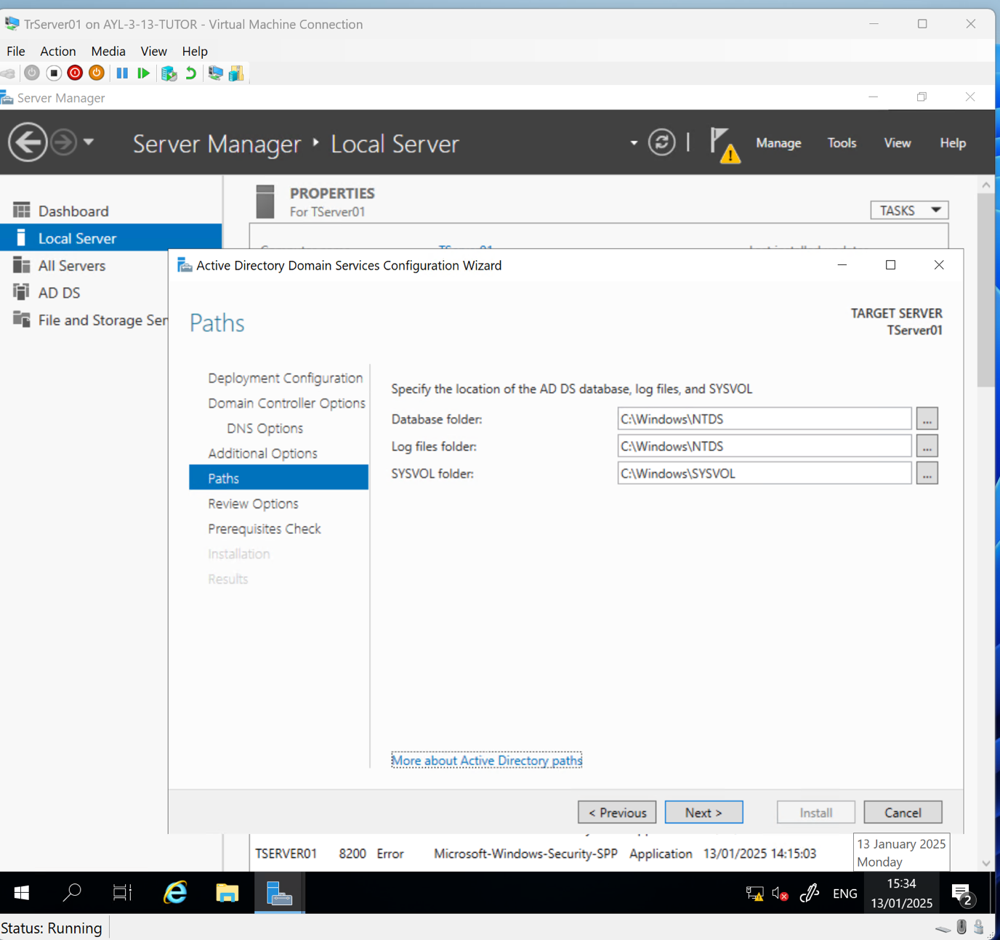 TrServer01 on AYL-3-13-TUTOR - Virtual Machine Connection
File Action Media View Help
Server Manager
Server Manager ‣ Local Server
Manage Tools View Help
Dashboard
Local Server
All Servers
AD DS
File and Storage Ser
PROPERTIES
For TServer01
TASKS
Active Directory Domain Services Configuration Wizard
Paths
TARGET SERVER
TServer01
Deployment Configuration
Domain Controller Options
DNS Options
Additional Options
Paths
Review Options
Prerequisites Check
Installation
Results
Specify the location of the AD DS database, log files, and SYSVOL
Database folder: C:\Windows\NTDS ...
Log files folder: C:\Windows\NTDS ...
SYSVOL folder: C:\Windows\SYSVOL ...
More about Active Directory paths
< Previous Next > Install Cancel
TSERVER01 8200 Error Microsoft-Windows-Security-SPP Application 13/01/2025 14:15:03
13 January 2025
Monday
ENG
15:34
13/01/2025
2
Status: Running